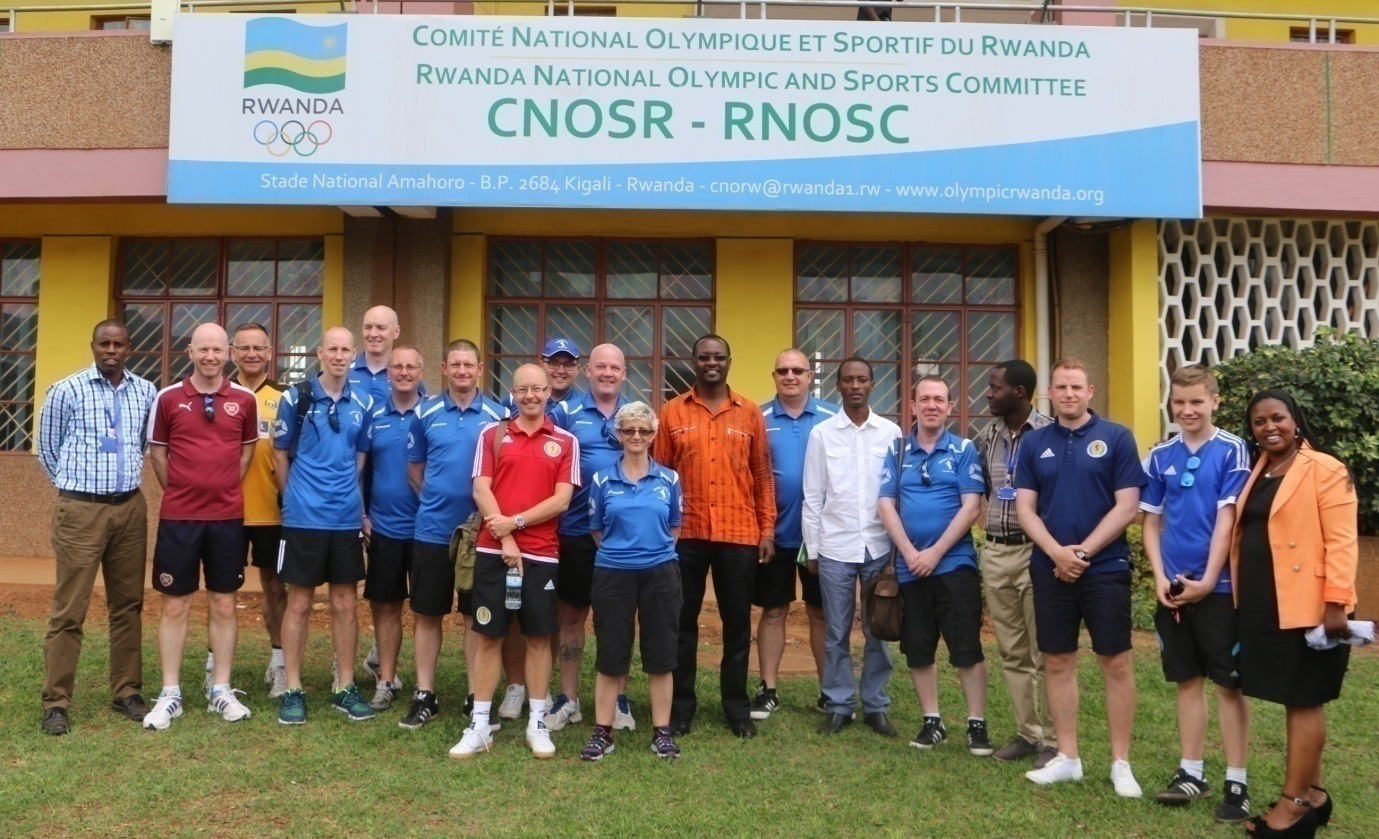 COMITÉ NATIONAL OLYMPIQUE ET SPORTIF DU RWANDA
RWANDA NATIONAL OLYMPIC AND SPORTS COMMITTEE
RWANDA
CNOSR - RNOSC
Stade National Amahoro - B.P. 2684 Kigali - Rwanda - cnorw@rwanda1.rw - www.olympicrwanda.org